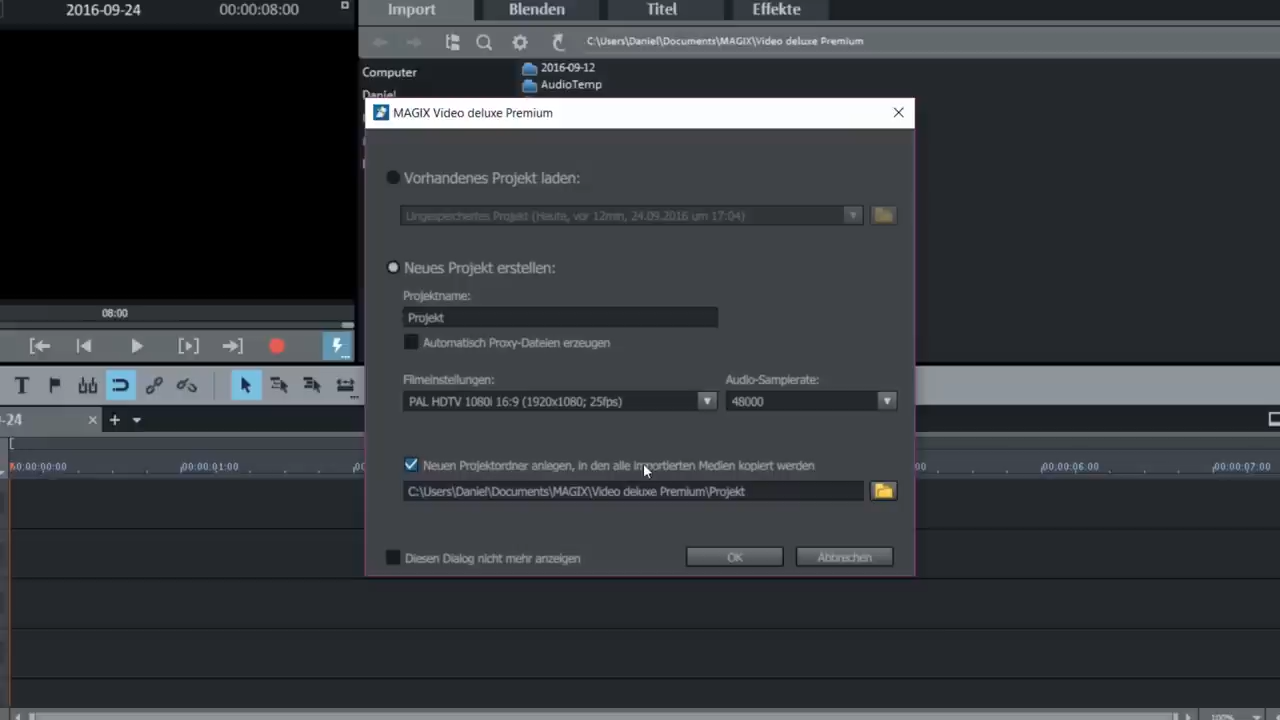 2016-09-24 00:00:08:00
Import Blenden Titel Effekte
C:\Users\Daniel\Documents\MAGIX\Video deluxe Premium
Computer
2016-09-12
AudioTemp
Daniel
MAGIX Video deluxe Premium
Vorhandenes Projekt laden:
Ungespeichertes Projekt (Heute, vor 12min, 24.09.2016 um 17:04)
Neues Projekt erstellen:
Projektname:
Projekt
Automatisch Proxy-Dateien erzeugen
Filmeinstellungen: Audio-Samplerate:
PAL HDTV 1080i 16:9 (1920x1080; 25fps) 48000
Neuen Projektordner anlegen, in den alle importierten Medien kopiert werden
C:\Users\Daniel\Documents\MAGIX\Video deluxe Premium\Projekt
Diesen Dialog nicht mehr anzeigen OK Abbrechen
08:00
T
-24
00:00:00:00 00:00:01:00 00 00 00:00:06:00 00:00:07:00
100%